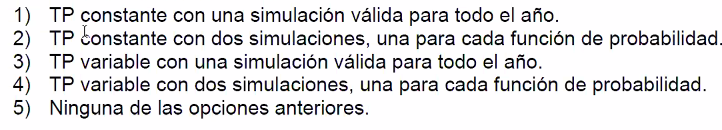 1) TP constante con una simulación válida para todo el año.
2) TP constante con dos simulaciones, una para cada función de probabilidad.
3) TP variable con una simulación válida para todo el año.
4) TP variable con dos simulaciones, una para cada función de probabilidad.
5) Ninguna de las opciones anteriores.